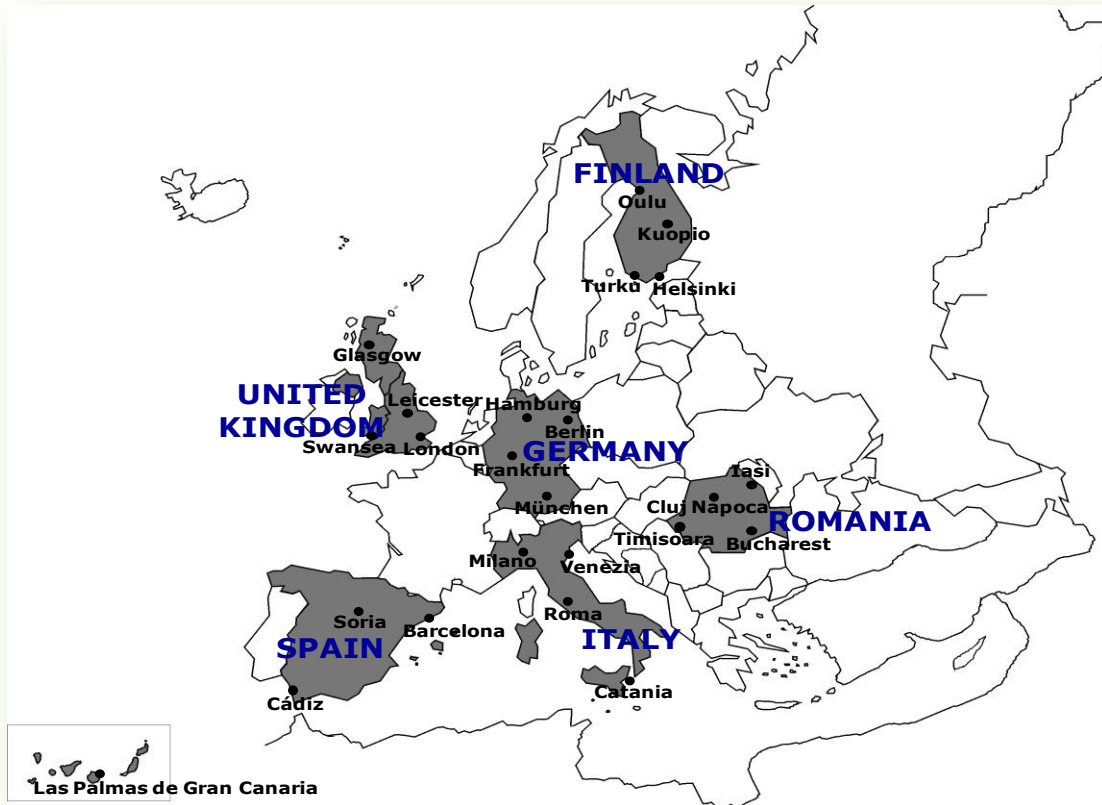 FINLAND
Oulu
Kuopio
Turku
Helsinki
Glasgow
UNITED
KINGDOM
Leicester
Swansea
London
Hamburg
Berlin
GERMANY
Frankfurt
München
Iasi
Cluj Napoca
ROMANIA
Timisoara
Bucharest
Milano
Venezia
Roma
ITALY
Catania
Soria
Barcelona
SPAIN
Cádiz
Las Palmas de Gran Canaria